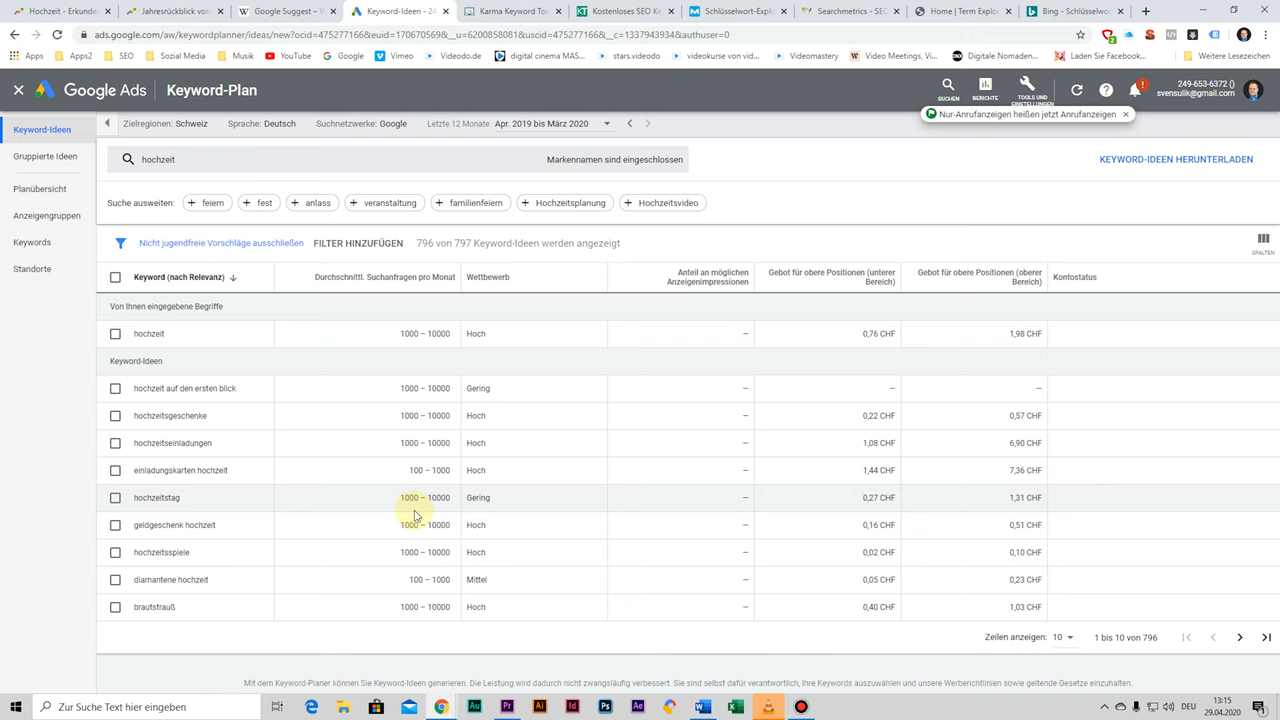 Hochzeit - Erkunden
Jahresrückblick von
Google Suggest – W
Keyword-Ideen - 24
Karma Keyword Too
Kostenloses SEO Ke
Schlüsselwort-Explo
Searchmetrics - SEO
Home | Term Explo
Bing - Schlüsselwor
ads.google.com/aw/keywordplanner/ideas/new?ocid=475277166&euid=170670569&__u=6200858081&uscid=475277166&__c=1337943934&authuser=0
Apps
Apps2
SEO
Sozial Media
Musik
YouTube
Google
Vimeo
Videodo.de
digital cinema MAS...
stars.videodo
videokurse von vid...
Videomastery
Video Meetings, Vi...
Digitale Nomaden...
Laden Sie Facebook...
Weitere Lesezeichen
Google Ads
Keyword-Plan
SUCHEN
BERICHTE
TOOLS UND EINSTELLUNGEN
249-653-6372 ()
svensulik@gmail.com
Nur-Anrufanzeigen heißen jetzt Anrufanzeigen
Keyword-Ideen
Gruppierte Ideen
Planübersicht
Anzeigengruppen
Keywords
Standorte
Zielregionen: Schweiz
Sprache: Deutsch
Suchnetzwerke: Google
Letzte 12 Monate
Apr. 2019 bis März 2020
hochzeit
Markennamen sind eingeschlossen
KEYWORD-IDEEN HERUNTERLADEN
Suche ausweiten:
+ feiern
+ fest
+ anlass
+ veranstaltung
+ familienfeiern
+ Hochzeitsplanung
+ Hochzeitsvideo
Nicht jugendfreie Vorschläge ausschließen
FILTER HINZUFÜGEN
796 von 797 Keyword-Ideen werden angezeigt
SPALTEN
Keyword (nach Relevanz)
Durchschnittl. Suchanfragen pro Monat
Wettbewerb
Anteil an möglichen Anzeigenimpressionen
Gebot für obere Positionen (unterer Bereich)
Gebot für obere Positionen (oberer Bereich)
Kontostatus
Von Ihnen eingegebene Begriffe
hochzeit 1000 – 10000 Hoch – 0,76 CHF 1,98 CHF
Keyword-Ideen
hochzeit auf den ersten blick 1000 – 10000 Gering – – –
hochzeitsgeschenke 1000 – 10000 Hoch – 0,22 CHF 0,57 CHF
hochzeitseinladungen 1000 – 10000 Hoch – 1,08 CHF 6,90 CHF
einladungskarten hochzeit 100 – 1000 Hoch – 1,44 CHF 7,36 CHF
hochzeitstag 1000 – 10000 Gering – 0,27 CHF 1,31 CHF
geldgeschenk hochzeit 1000 – 10000 Hoch – 0,16 CHF 0,51 CHF
hochzeitsspiele 1000 – 10000 Hoch – 0,02 CHF 0,10 CHF
diamantene hochzeit 100 – 1000 Mittel – 0,05 CHF 0,23 CHF
brautstrauß 1000 – 10000 Hoch – 0,40 CHF 1,03 CHF
Zeilen anzeigen: 10
1 bis 10 von 796
Mit dem Keyword-Planer können Sie Keyword-Ideen generieren. Die Leistung wird dadurch nicht zwangsläufig verbessert. Sie sind selbst dafür verantwortlich, Ihre Keywords auszuwählen und unsere Werberichtlinien sowie geltende Gesetze einzuhalten.
Zur Suche Text hier eingeben
DEU
13:15
29.04.2020